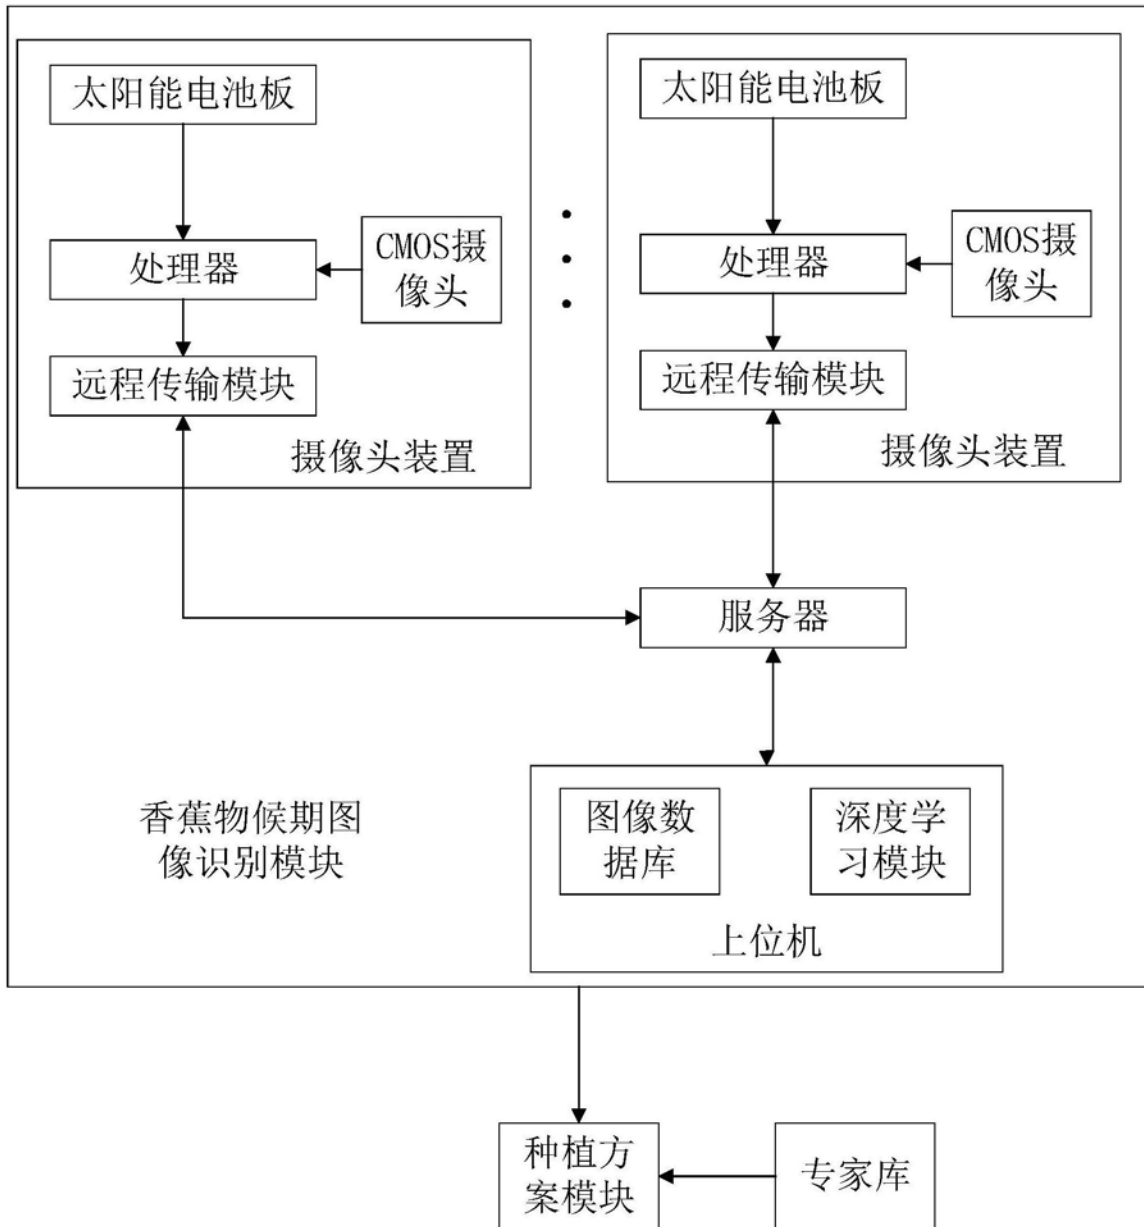 太阳能电池板
处理器
CMOS摄
像头
远程传输模块
摄像头装置
太阳能电池板
处理器
CMOS摄
像头
远程传输模块
摄像头装置
服务器
香蕉物候期图
像识别模块
图像数
据库
深度学
习模块
上位机
种植方
案模块
专家库